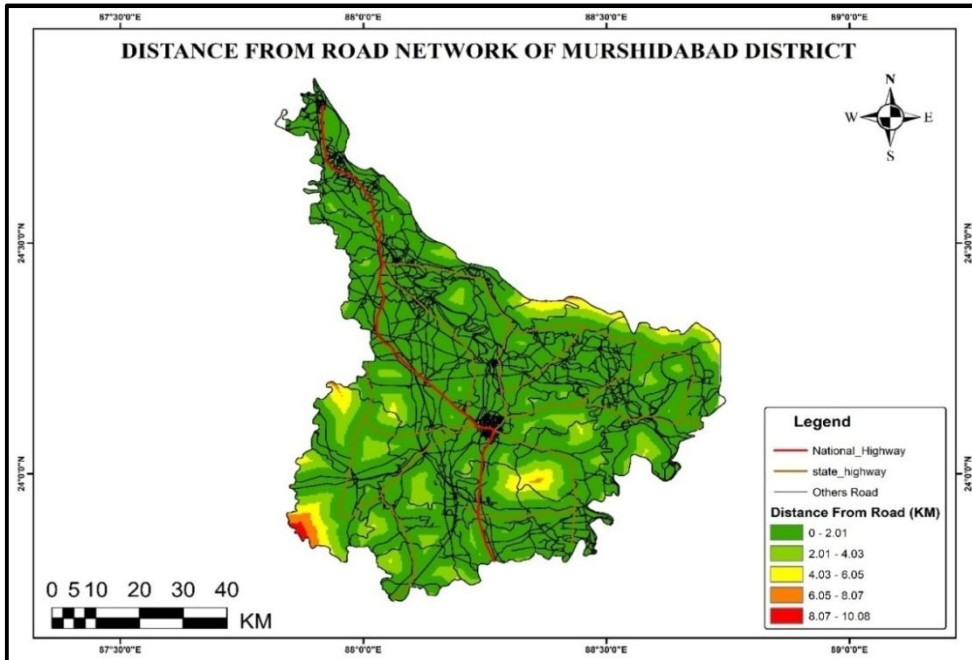 87°30'0"E 88°0'0"E 88°30'0"E 89°0'0"E
DISTANCE FROM ROAD NETWORK OF MURSHIDABAD DISTRICT
N
W E
S
24°30'0"N 24°30'0"N
24°0'0"N 24°0'0"N
Legend
National_Highway
state_highway
Others Road
Distance From Road (KM)
0 - 2.01
2.01 - 4.03
4.03 - 6.05
6.05 - 8.07
8.07 - 10.08
0 5 10 20 30 40
KM
87°30'0"E 88°0'0"E 88°30'0"E 89°0'0"E